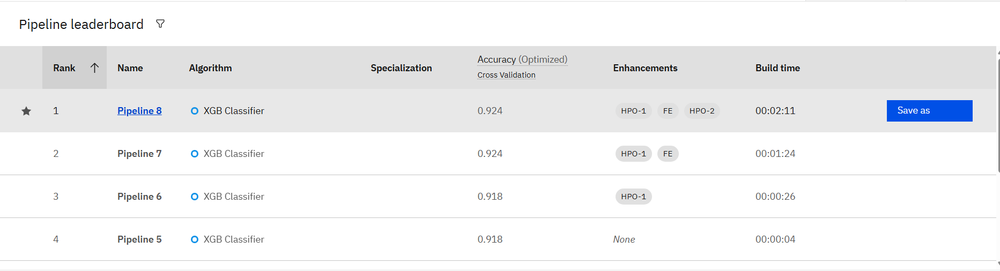 Pipeline leaderboard
Rank Name Algorithm Specialization Accuracy (Optimized) Cross Validation Enhancements Build time
1 Pipeline 8 XGB Classifier 0.924 HPO-1 FE HPO-2 00:02:11 Save as
2 Pipeline 7 XGB Classifier 0.924 HPO-1 FE 00:01:24
3 Pipeline 6 XGB Classifier 0.918 HPO-1 00:00:26
4 Pipeline 5 XGB Classifier 0.918 None 00:00:04